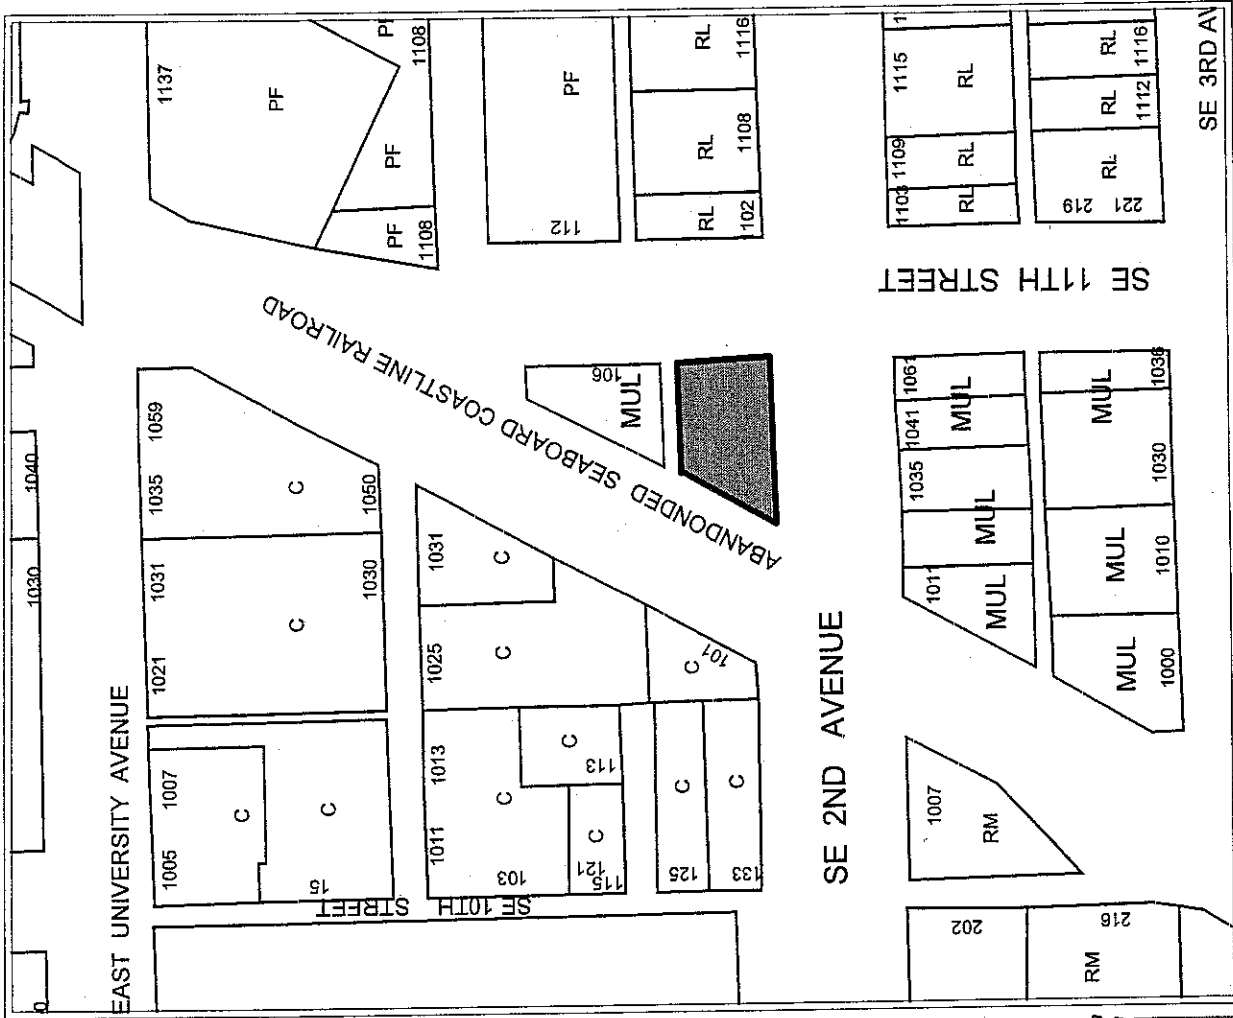 EAST UNIVERSITY AVENUE
SE 10TH STREET
ABANDONDED SEABOARD COASTLINE RAILROAD
SE 2ND AVENUE
SE 11TH STREET
SE 3RD AV
1030
1040
1005
1007
C
15
C
1021
1031
C
1030
1035
1059
C
1050
1137
PF
PF
1108
PF
PF
1108
1011
1013
C
103
C
113
C
121
115
1025
C
1031
C
C
101
C
125
C
133
106
MUL
112
PF
RL
1116
RL
1108
RL
1102
1007
RM
202
216
RM
1011
MUL
MUL
1035
1041
MUL
1061
MUL
1000
MUL
1010
1030
MUL
1036
1103
RL
1109
RL
1115
RL
219
221
RL
RL
1112
RL
1116